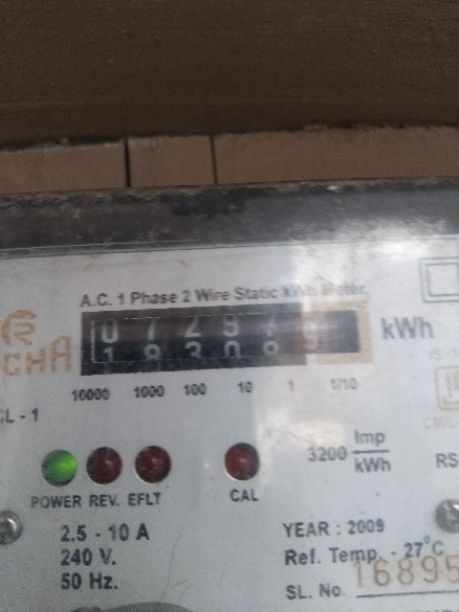 A.C. 1 Phase 2 Wire Static kWh Meter
kWh
CHA
10000 1000 100 10 1 1/10
CL - 1
3200 Imp/kWh
RS
POWER REV. EFLT CAL
2.5 - 10 A
240 V.
50 Hz.
YEAR : 2009
Ref. Temp. - 27°C
SL. No. 16895